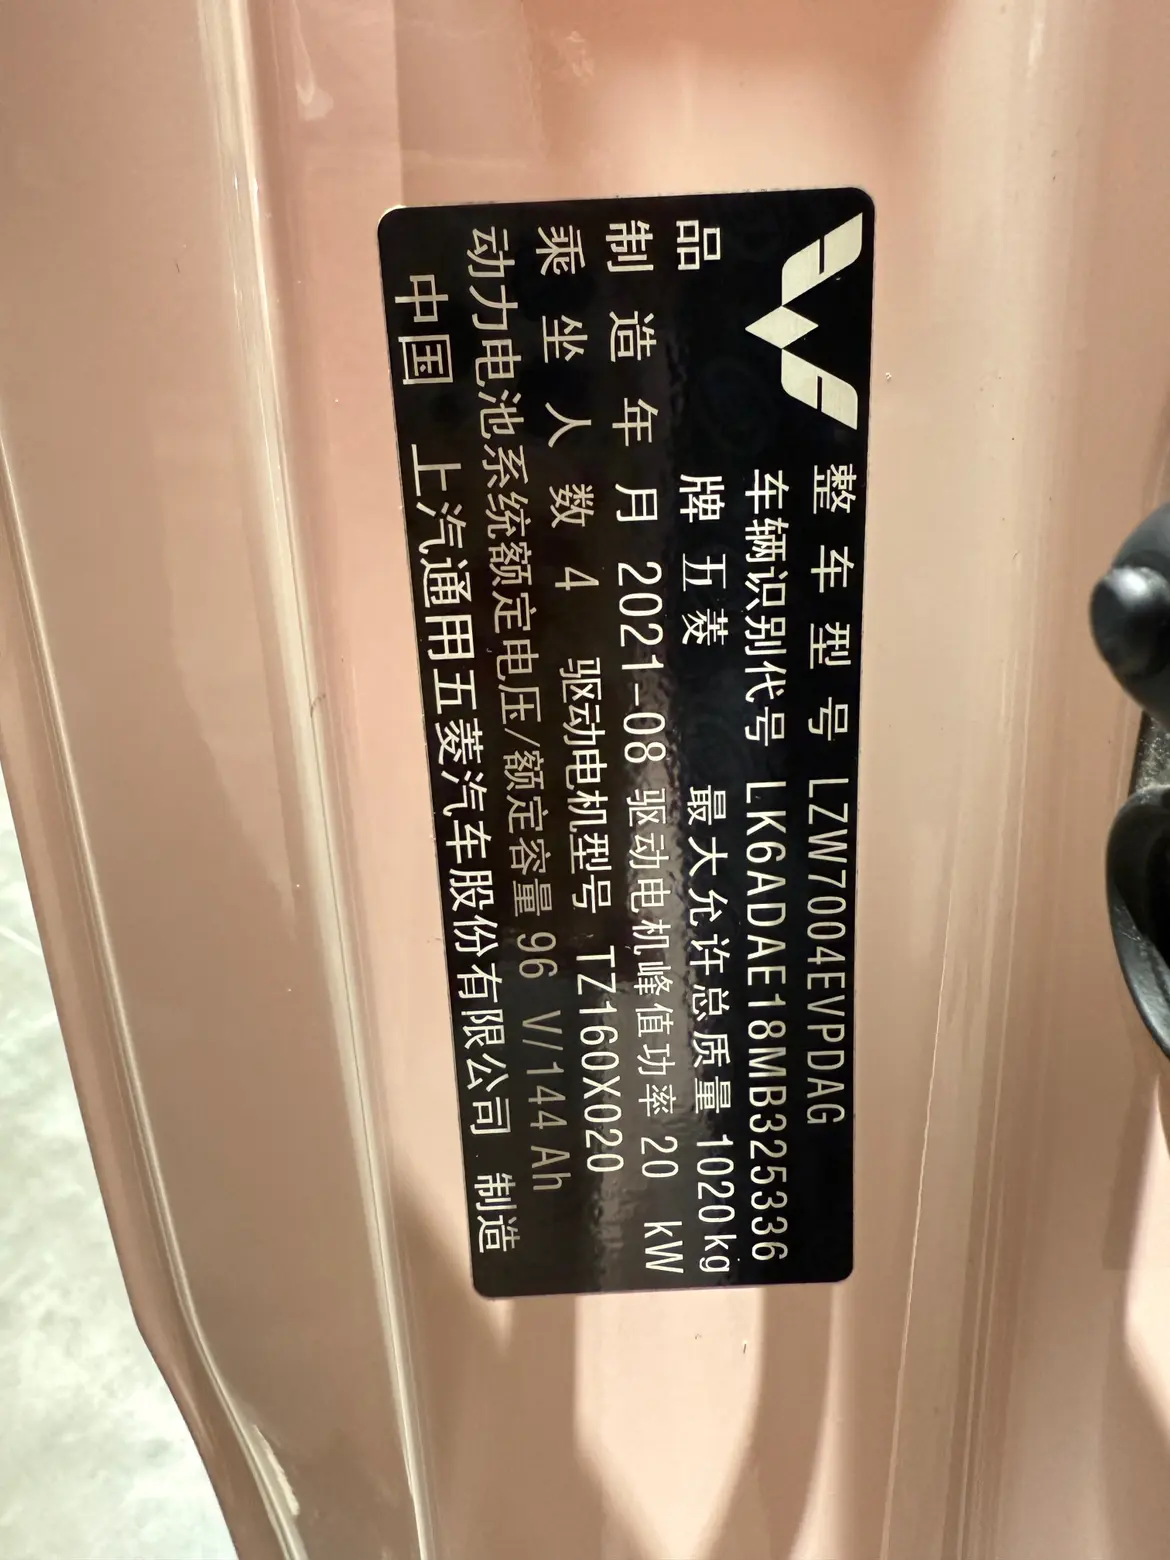 整车型号 LZW7004EVPDAG
车辆识别代号 LK6ADAE18MB325336
品牌 五菱 最大允许总质量 1020kg
制造年月 2021-08 驱动电机峰值功率 20 kW
乘坐人数 4 驱动电机型号 TZ160X020
动力电池系统额定电压/额定容量 96 V/144 Ah
中国 上汽通用五菱汽车股份有限公司 制造